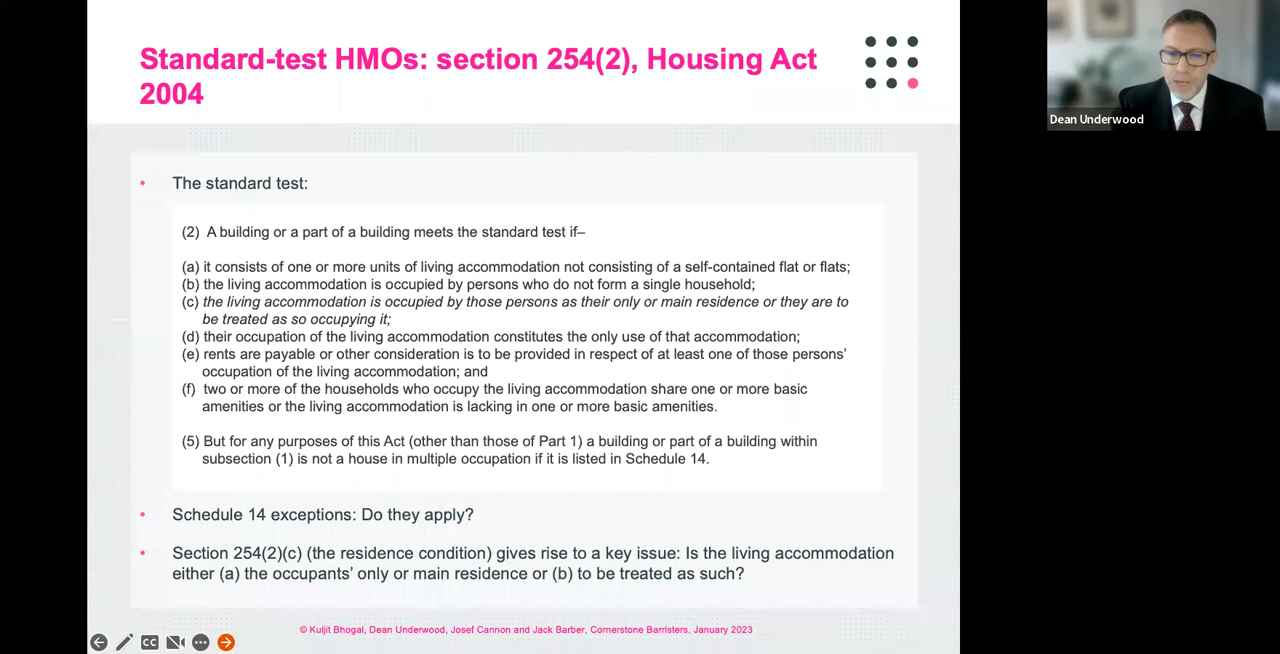 Standard-test HMOs: section 254(2), Housing Act
2004
Dean Underwood
• The standard test:
(2) A building or a part of a building meets the standard test if–
(a) it consists of one or more units of living accommodation not consisting of a self-contained flat or flats;
(b) the living accommodation is occupied by persons who do not form a single household;
(c) the living accommodation is occupied by those persons as their only or main residence or they are to
be treated as so occupying it;
(d) their occupation of the living accommodation constitutes the only use of that accommodation;
(e) rents are payable or other consideration is to be provided in respect of at least one of those persons’
occupation of the living accommodation; and
(f) two or more of the households who occupy the living accommodation share one or more basic
amenities or the living accommodation is lacking in one or more basic amenities.
(5) But for any purposes of this Act (other than those of Part 1) a building or part of a building within
subsection (1) is not a house in multiple occupation if it is listed in Schedule 14.
• Schedule 14 exceptions: Do they apply?
• Section 254(2)(c) (the residence condition) gives rise to a key issue: Is the living accommodation
either (a) the occupants’ only or main residence or (b) to be treated as such?
© Kuljit Bhogal, Dean Underwood, Josef Cannon and Jack Barber, Cornerstone Barristers, January 2023
CC